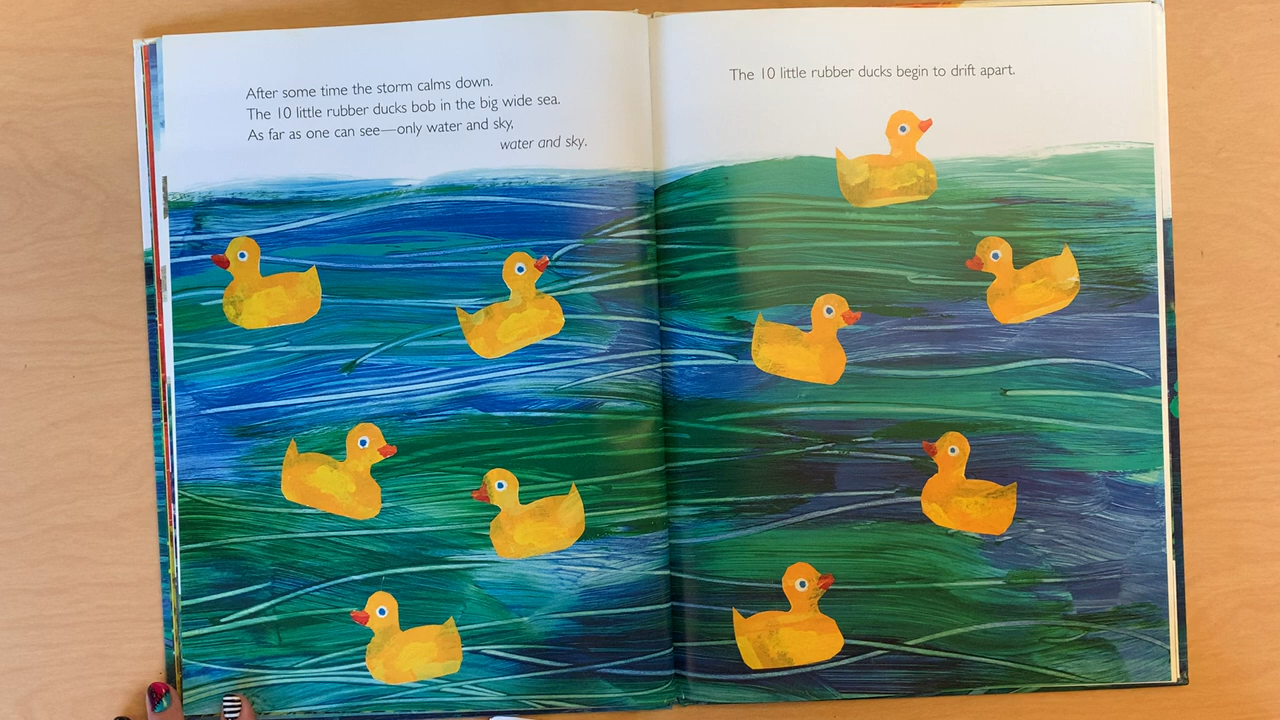 After some time the storm calms down.
The 10 little rubber ducks bob in the big wide sea.
As far as one can see—only water and sky,
water and sky.
The 10 little rubber ducks begin to drift apart.